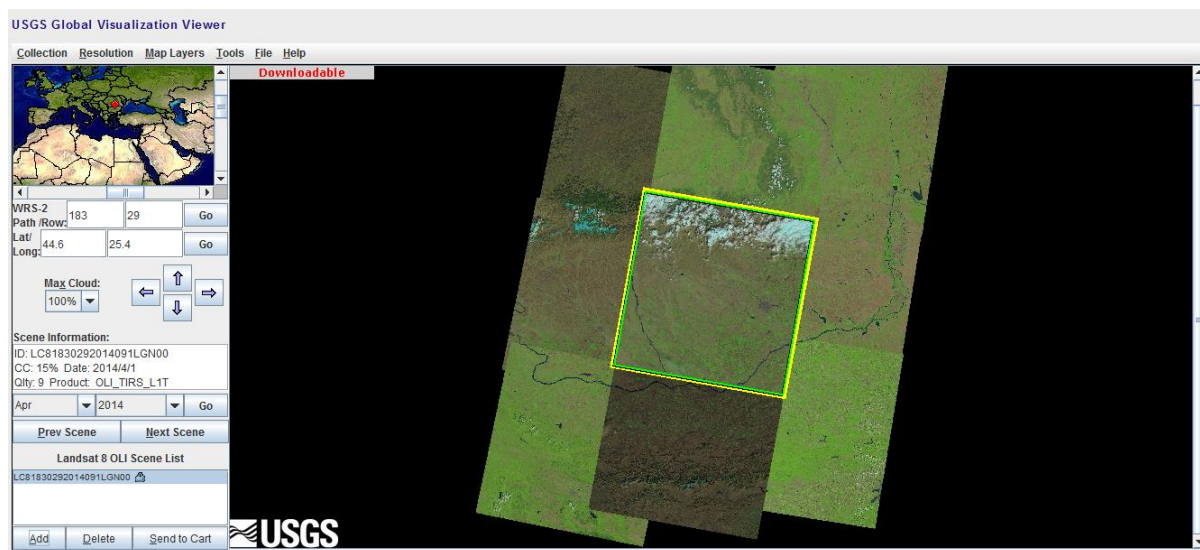 USGS Global Visualization Viewer
Collection Resolution Map Layers Tools File Help
Downloadable
WRS-2
Path /Row: 183 29 Go
Lat/
Long: 44.6 25.4 Go
Max Cloud:
100%
Scene Information:
ID: LC81830292014091LGN00
CC: 15% Date: 2014/4/1
Qlty: 9 Product: OLI_TIRS_L1T
Apr 2014 Go
Prev Scene Next Scene
Landsat 8 OLI Scene List
LC81830292014091LGN00
Add Delete Send to Cart
USGS